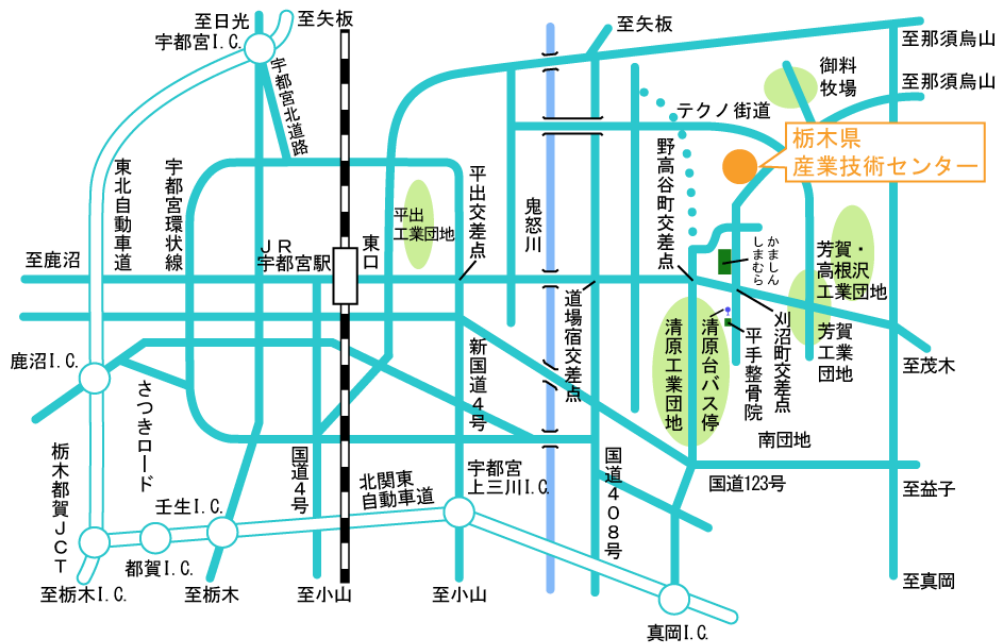 至日光
宇都宮I.C.
至矢板
宇都宮北道路
東北自動車道
宇都宮環状線
至鹿沼
JR
宇都宮駅
東口
平出
工業団地
平出交差点
鬼怒川
至矢板
テクノ街道
野高谷町交差点
御料
牧場
至那須烏山
至那須烏山
栃木県
産業技術センター
かましん
しまむら
芳賀・
高根沢
工業団地
芳賀
工業
団地
至茂木
刈沼町交差点
平手整骨院
清原台バス停
清原工業団地
南団地
道場宿交差点
新国道4号
鹿沼I.C.
さつきロード
国道4号
北関東
自動車道
宇都宮
上三川I.C.
国道408号
国道123号
至益子
至真岡
栃木都賀JCT
壬生I.C.
都賀I.C.
至栃木I.C.
至栃木
至小山
至小山
真岡I.C.